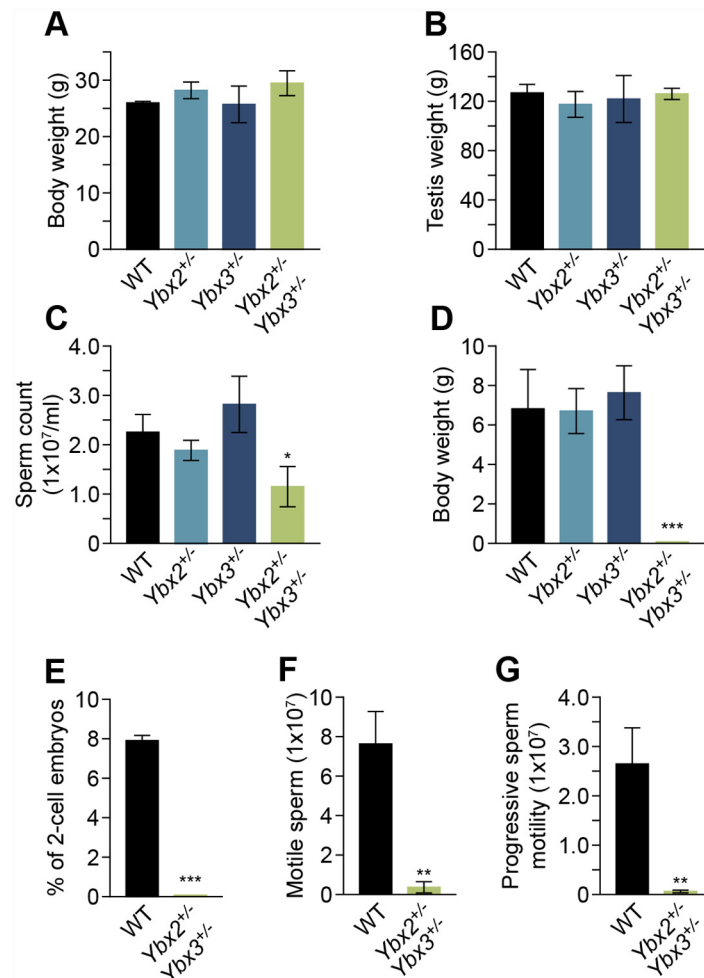 A
Body weight (g)
30
20
10
0
WT
Ybx2+/-
Ybx3+/-
Ybx2+/-
Ybx3+/-
B
Testis weight (g)
160
120
80
40
0
WT
Ybx2+/-
Ybx3+/-
Ybx2+/-
Ybx3+/-
C
Sperm count
(1x10⁷/ml)
2.0
3.0
2.0
1.0
0
*
WT
Ybx2+/-
Ybx3+/-
Ybx2+/-
Ybx3+/-
D
Body weight (g)
8
6
4
2
0
***
WT
Ybx2+/-
Ybx3+/-
Ybx2+/-
Ybx3+/-
E
% of 2-cell embryos
10
8
6
4
2
0
***
WT
Ybx2+/-
Ybx3+/-
F
Motile sperm (1x10⁷)
10
8
6
4
2
0
**
WT
Ybx2+/-
Ybx3+/-
G
Progressive sperm
motility (1x10⁷)
4.0
3.0
2.0
1.0
0
**
WT
Ybx2+/-
Ybx3+/-